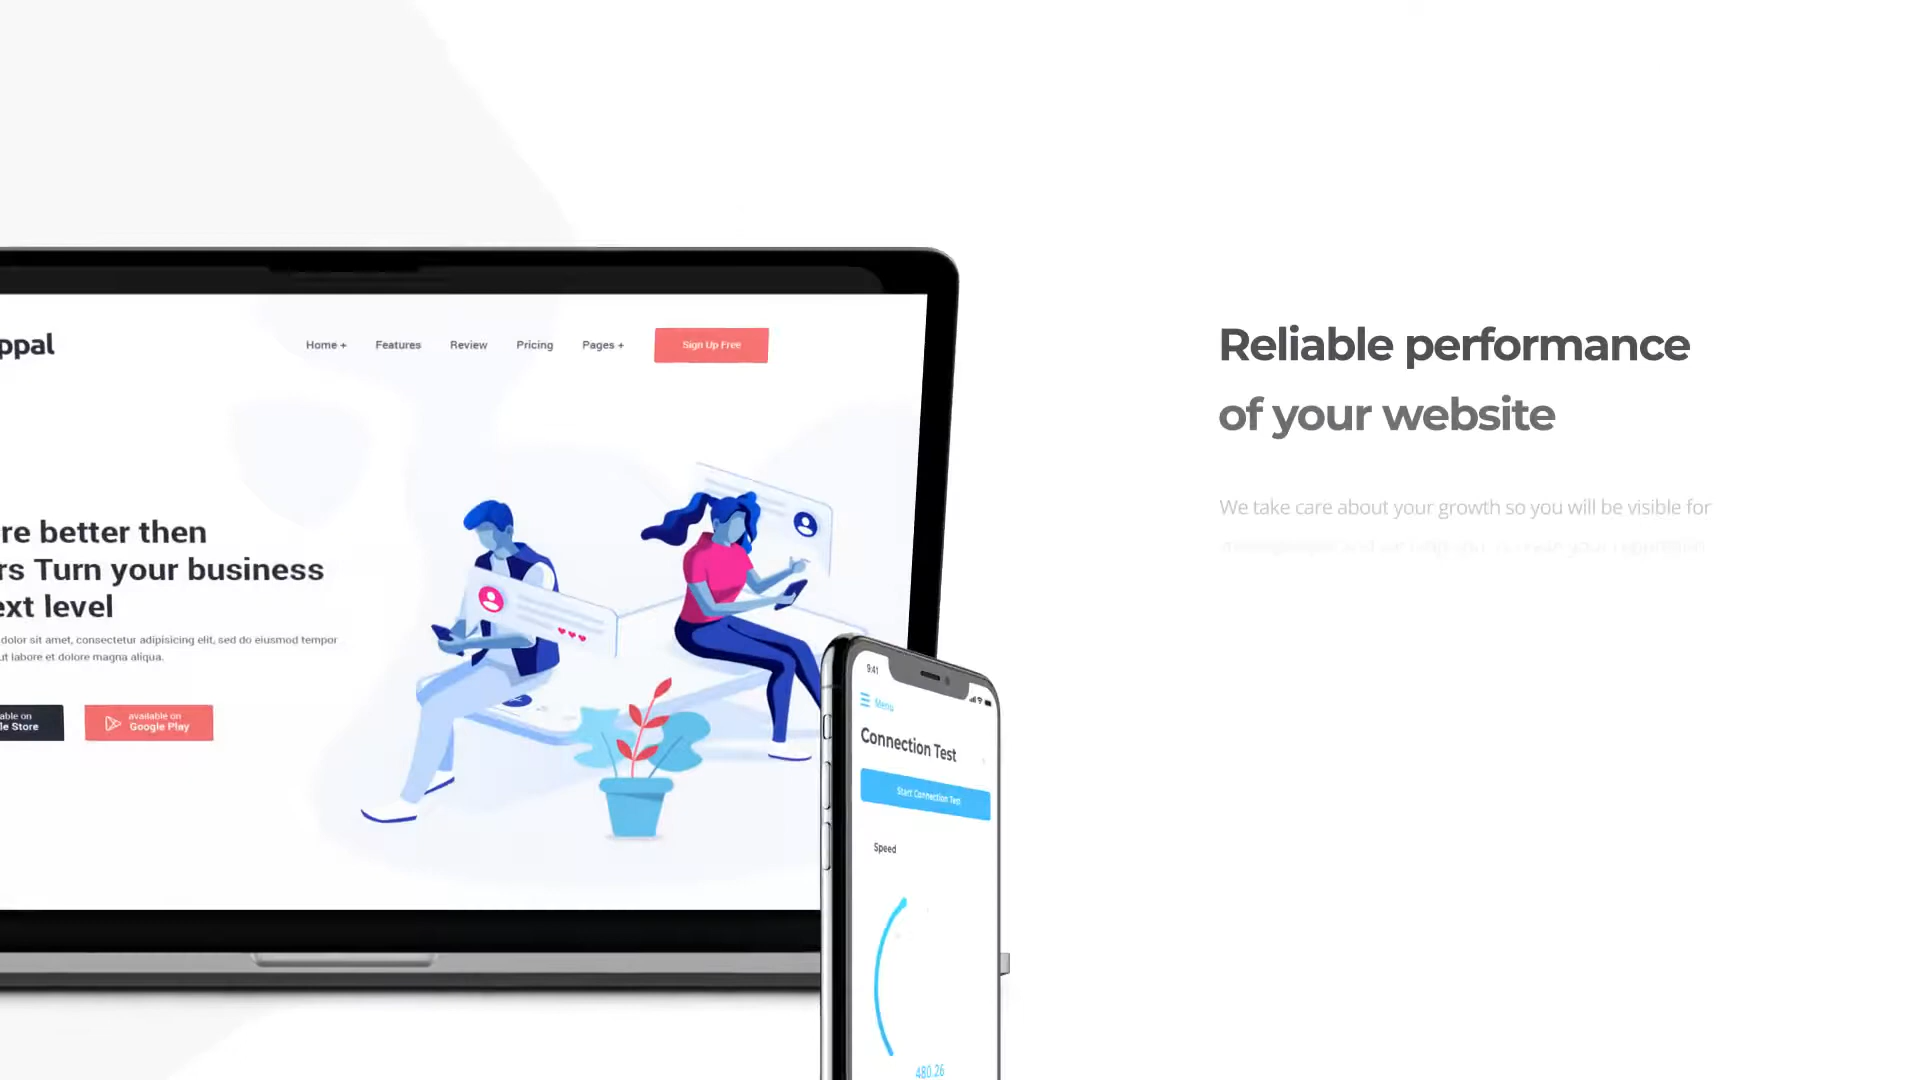 ppal
Home +
Features
Review
Pricing
Pages +
Sign Up Free
re better then
rs Turn your business
ext level
dolor sit amet, consectetur adipisicing elit, sed do eiusmod tempor
ut labore et dolore magna aliqua.
able on
le Store
available on
Google Play
9:41
Menu
Connection Test
Start Connection Test
Speed
480.26
Reliable performance
of your website
We take care about your growth so you will be visible for